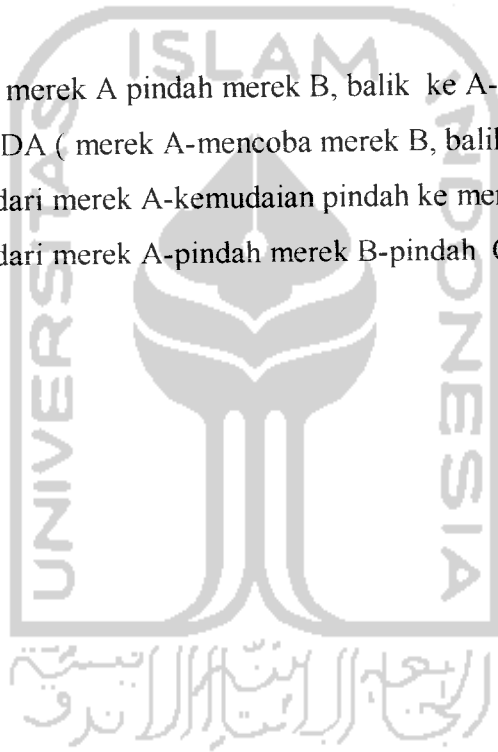 ISLAM
merek A pindah merek B, balik ke A-
DA ( merek A-mencoba merek B, balil
dari merek A-kemudaian pindah ke mer
dari merek A-pindah merek B-pindah
UNIVERSITAS
INDONESIA